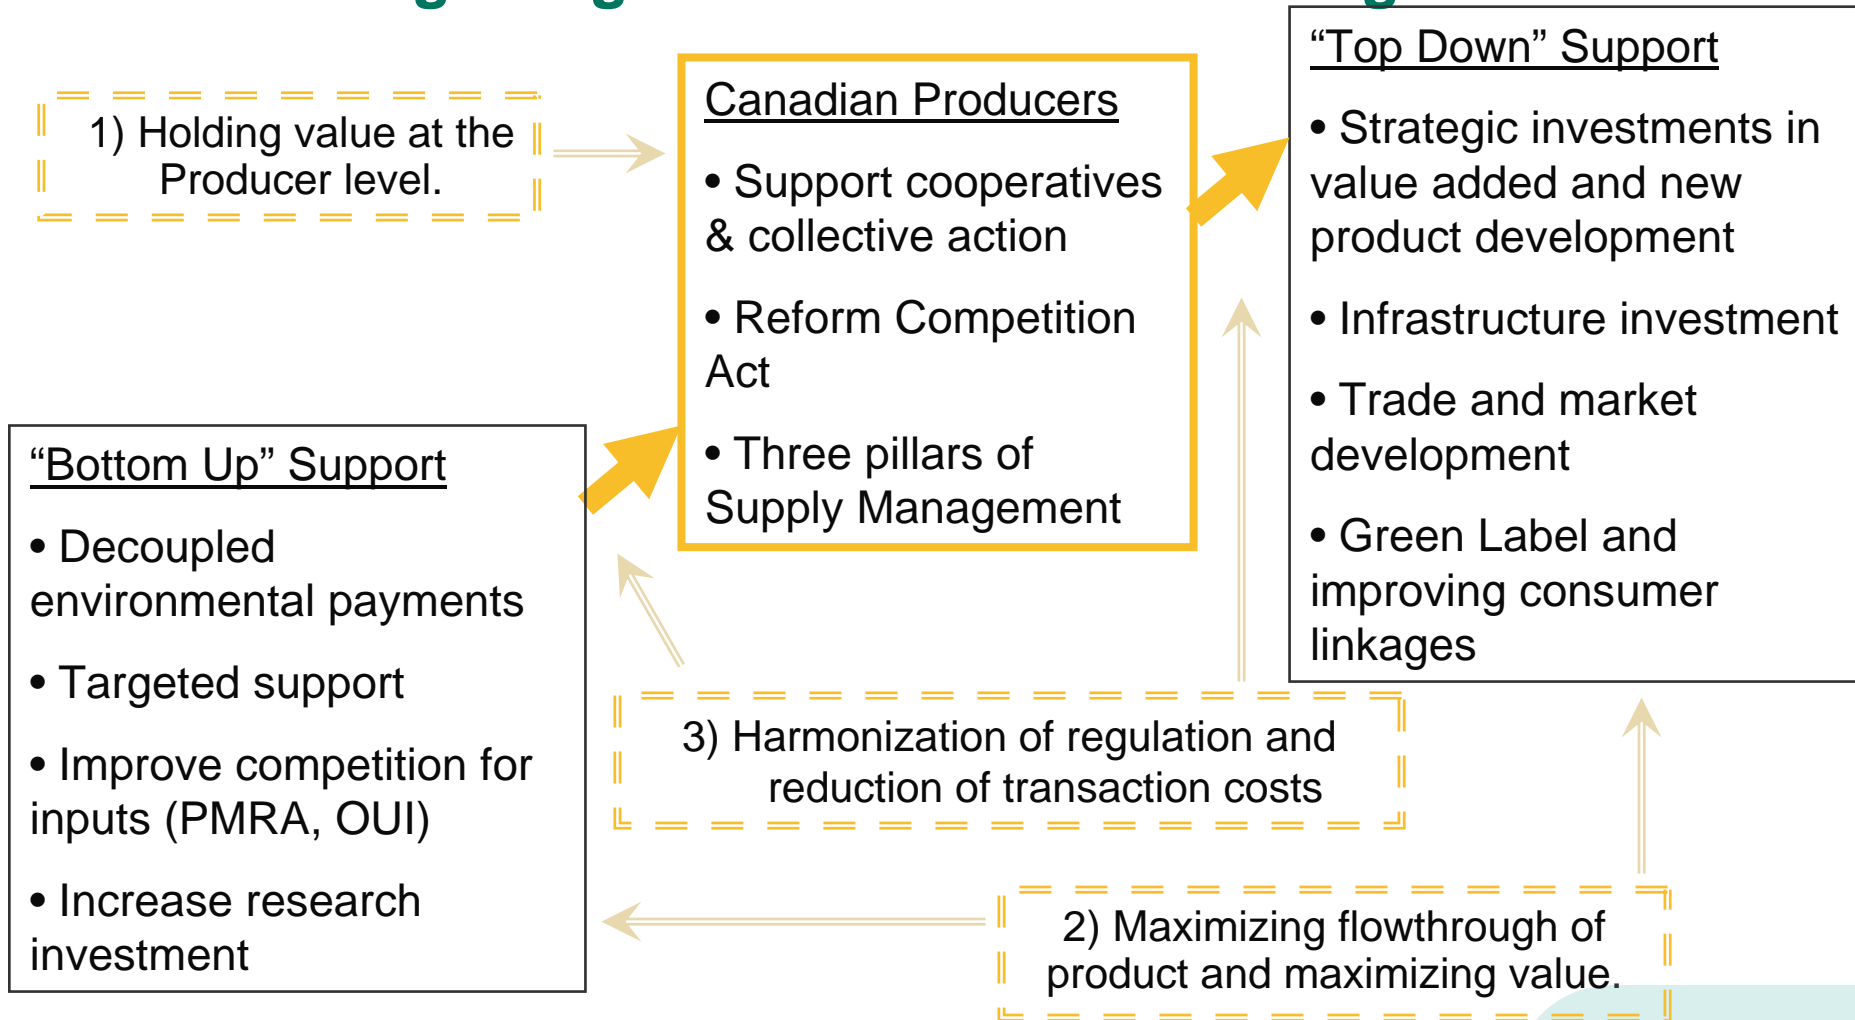 1) Holding value at the
Producer level.
Canadian Producers
• Support cooperatives
& collective action
• Reform Competition
Act
• Three pillars of
Supply Management
“Top Down” Support
• Strategic investments in
value added and new
product development
• Infrastructure investment
• Trade and market
development
• Green Label and
improving consumer
linkages
“Bottom Up” Support
• Decoupled
environmental payments
• Targeted support
• Improve competition for
inputs (PMRA, OUI)
• Increase research
investment
3) Harmonization of regulation and
reduction of transaction costs
2) Maximizing flowthrough of
product and maximizing value.